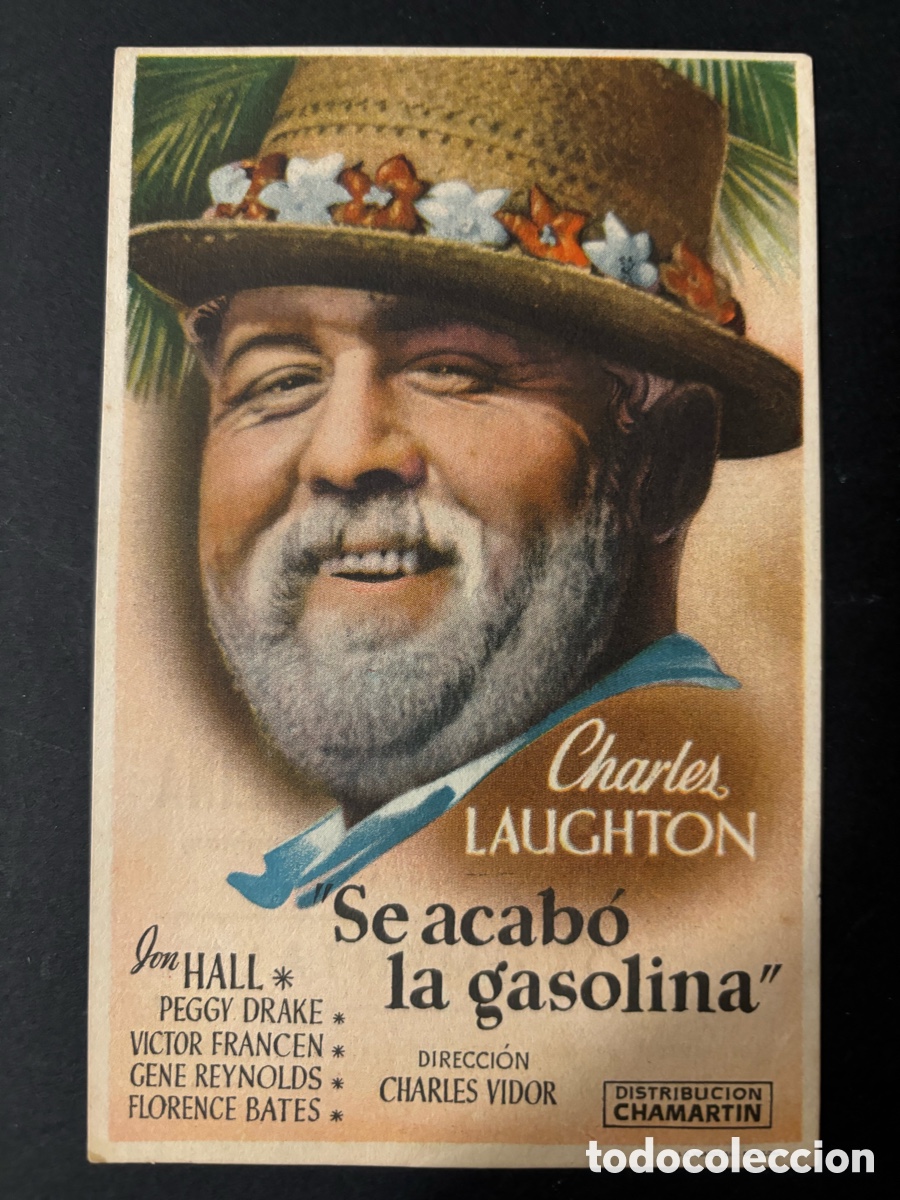 Charles
LAUGHTON
"Se acabó
la gasolina"
Jon HALL *
PEGGY DRAKE *
VICTOR FRANCEN *
GENE REYNOLDS *
FLORENCE BATES *
DIRECCIÓN
CHARLES VIDOR
DISTRIBUCION
CHAMARTIN
todocoleccion